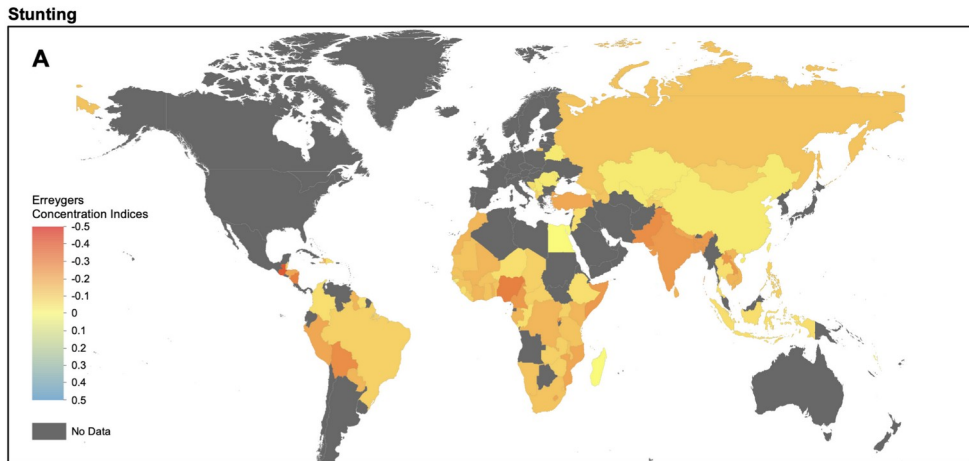 Stunting
A
Erreygers
Concentration Indices
-0.5
-0.4
-0.3
-0.2
-0.1
0
0.1
0.2
0.3
0.4
0.5
No Data